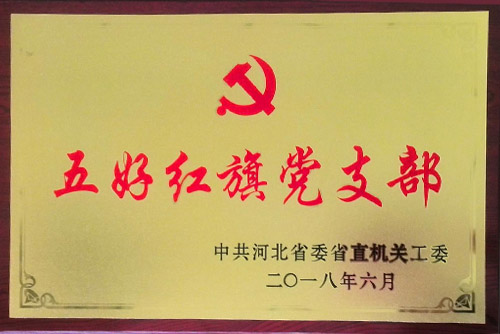 五好红旗党支部
中共河北省委省直机关工委
二〇一八年六月